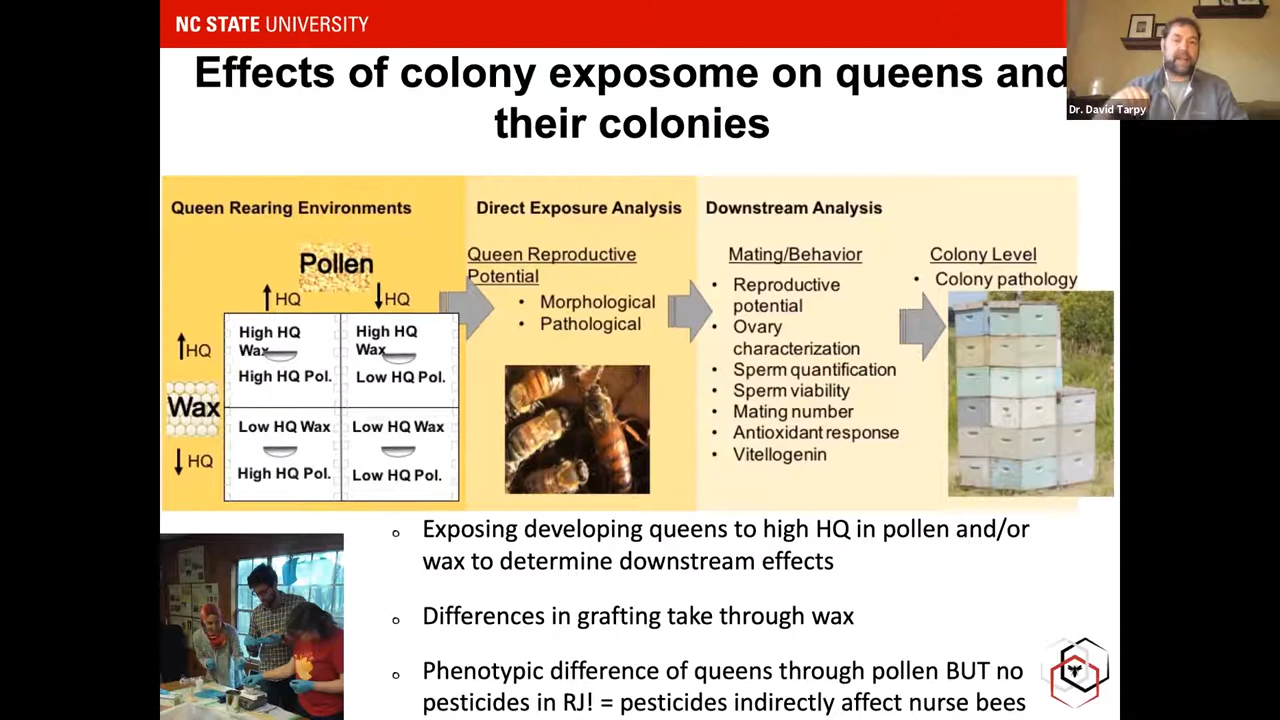 NC STATE UNIVERSITY
Effects of colony exposome on queens and
their colonies
Dr. David Tarpy
Queen Rearing Environments
Pollen
HQ
HQ
HQ
Wax
HQ
High HQ
Wax
High HQ Pol.
High HQ
Wax
Low HQ Pol.
Low HQ Wax
High HQ Pol.
Low HQ Wax
Low HQ Pol.
Direct Exposure Analysis
Queen Reproductive
Potential
• Morphological
• Pathological
Downstream Analysis
Mating/Behavior
• Reproductive
potential
• Ovary
characterization
• Sperm quantification
• Sperm viability
• Mating number
• Antioxidant response
• Vitellogenin
Colony Level
• Colony pathology
o Exposing developing queens to high HQ in pollen and/or
wax to determine downstream effects
o Differences in grafting take through wax
o Phenotypic difference of queens through pollen BUT no
pesticides in RJ! = pesticides indirectly affect nurse bees